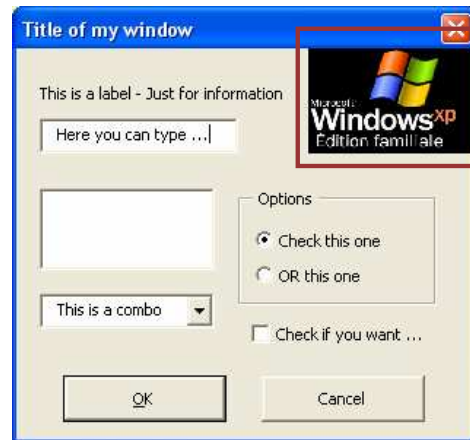 Title of my window
This is a label - Just for information
Here you can type ...
Microsoft
Windows xp
Édition familiale
Options
Check this one
OR this one
This is a combo
Check if you want ...
OK
Cancel